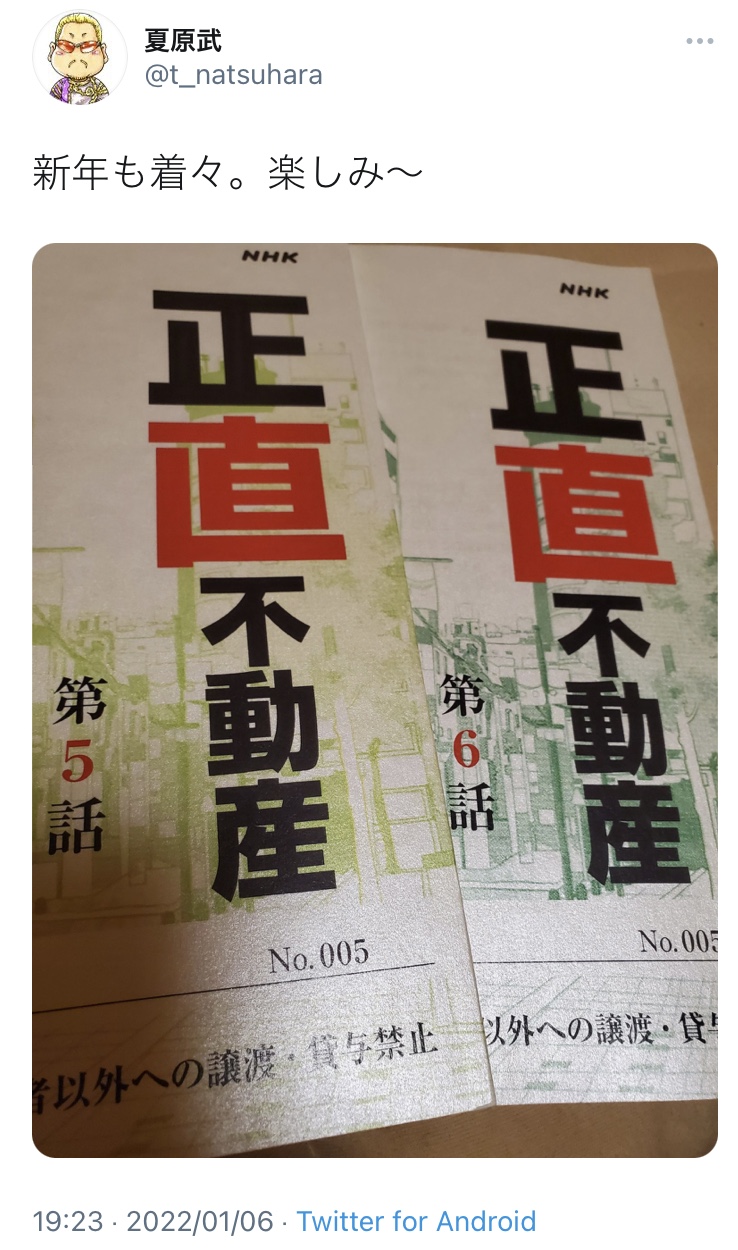 夏原武
@t_natsuhara
新年も着々。楽しみ〜
NHK
正直不動産
第5話
No.005
者以外への譲渡・貸与禁止
NHK
正直不動産
第6話
No.005
以外への譲渡・貸与
19:23 · 2022/01/06 · Twitter for Android